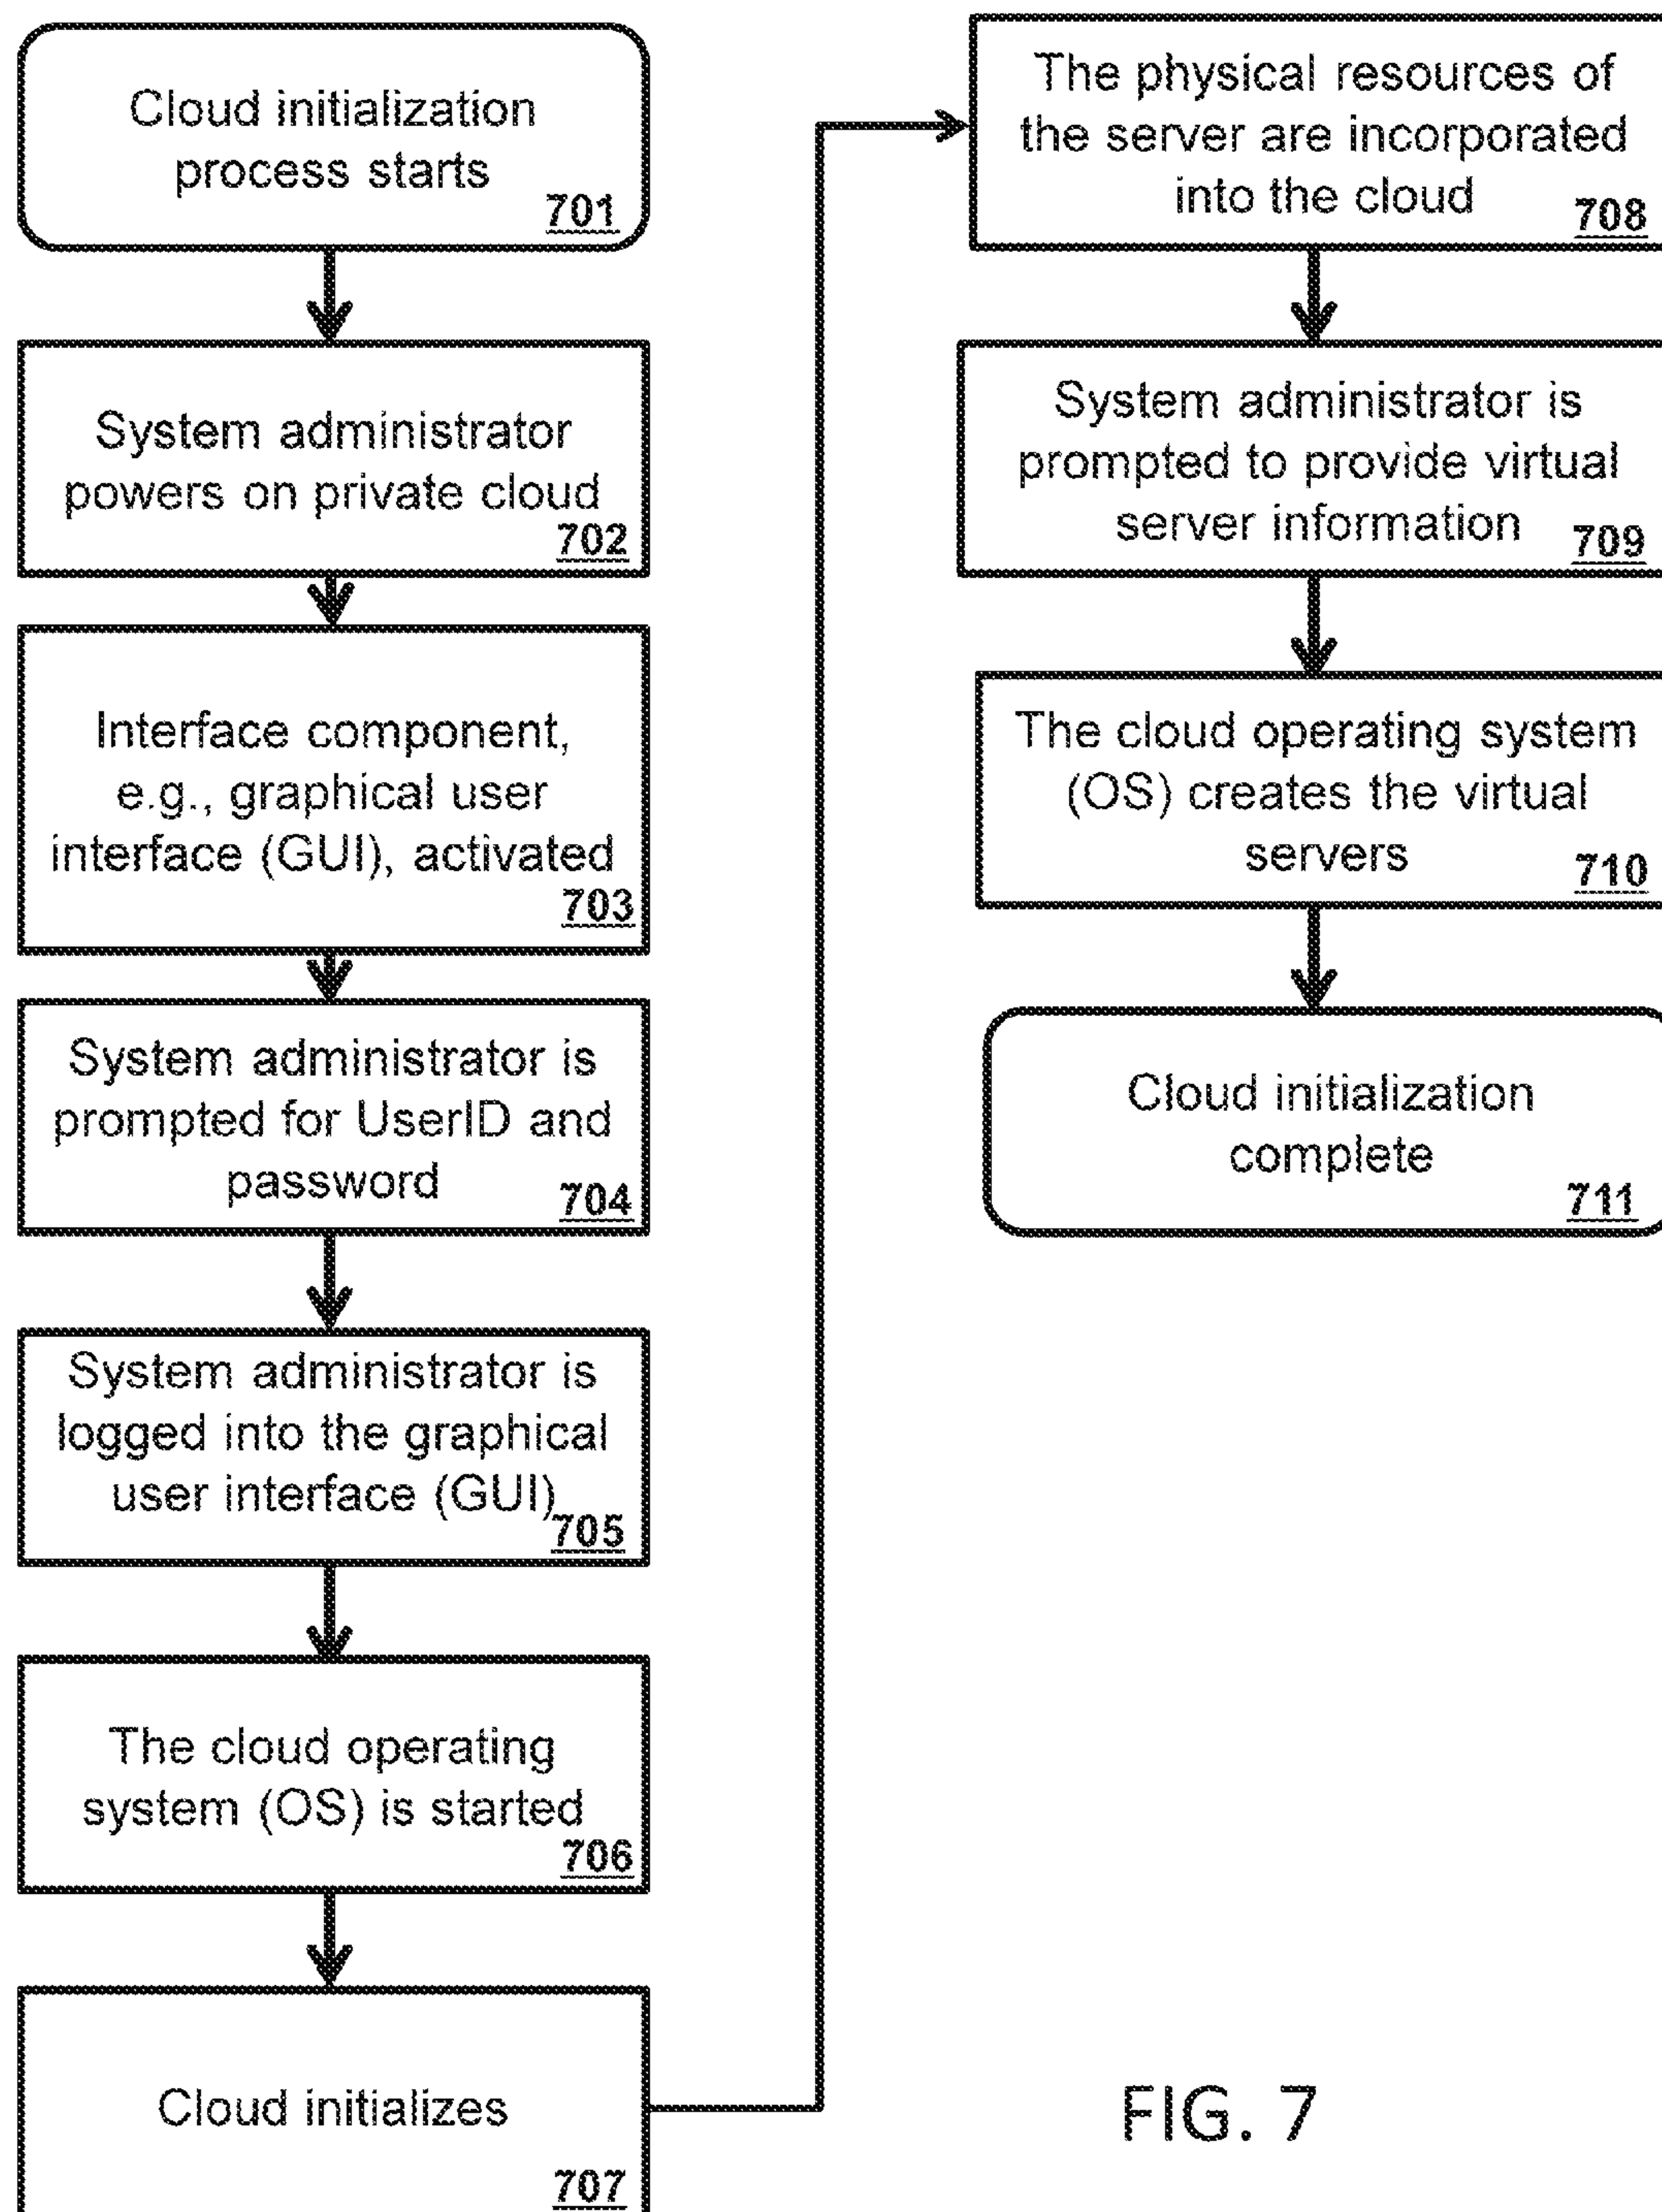 Cloud initialization
process starts
701
System administrator
powers on private cloud
702
Interface component,
e.g., graphical user
interface (GUI), activated
703
System administrator is
prompted for UserID and
password
704
System administrator is
logged into the graphical
user interface (GUI)
705
The cloud operating
system (OS) is started
706
Cloud initializes
707
The physical resources of
the server are incorporated
into the cloud
708
System administrator is
prompted to provide virtual
server information
709
The cloud operating system
(OS) creates the virtual
servers
710
Cloud initialization
complete
711
FIG. 7